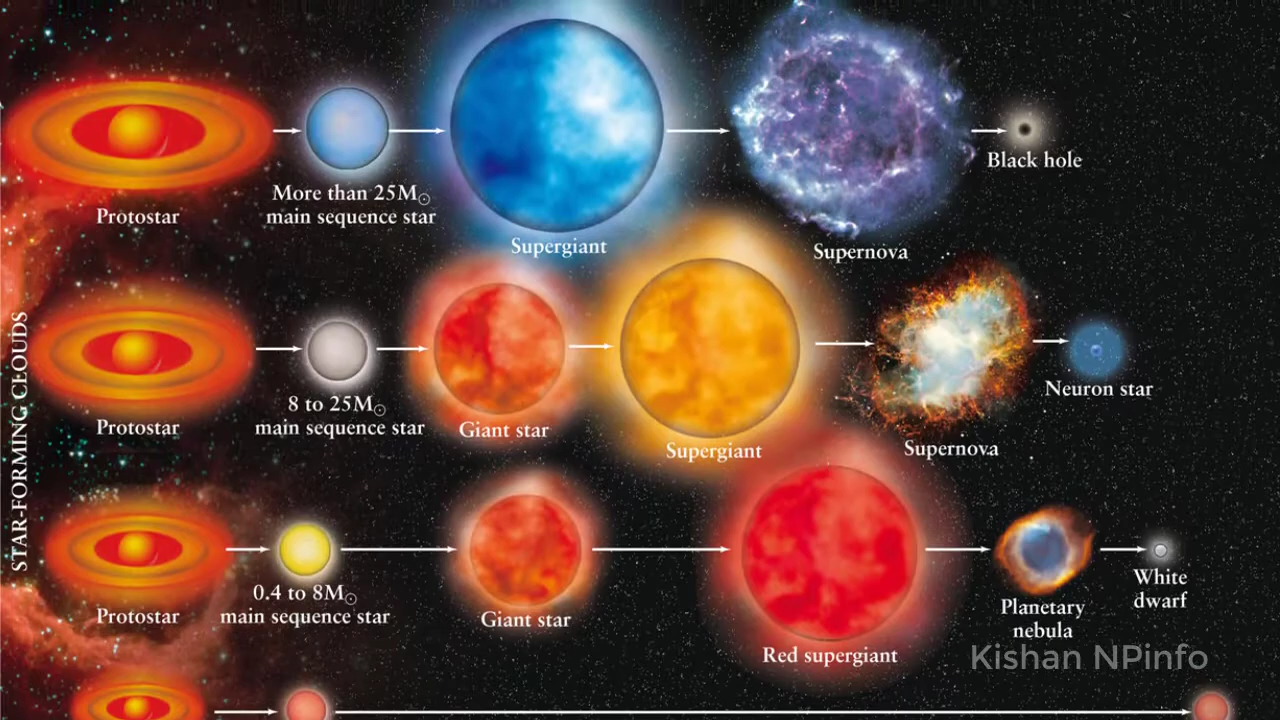 STAR-FORMING CLOUDS
Protostar
More than 25M☉
main sequence star
Supergiant
Supernova
Black hole
Protostar
8 to 25M☉
main sequence star
Giant star
Supergiant
Supernova
Neuron star
Protostar
0.4 to 8M☉
main sequence star
Giant star
Red supergiant
Planetary
nebula
White
dwarf
Kishan NPinfo